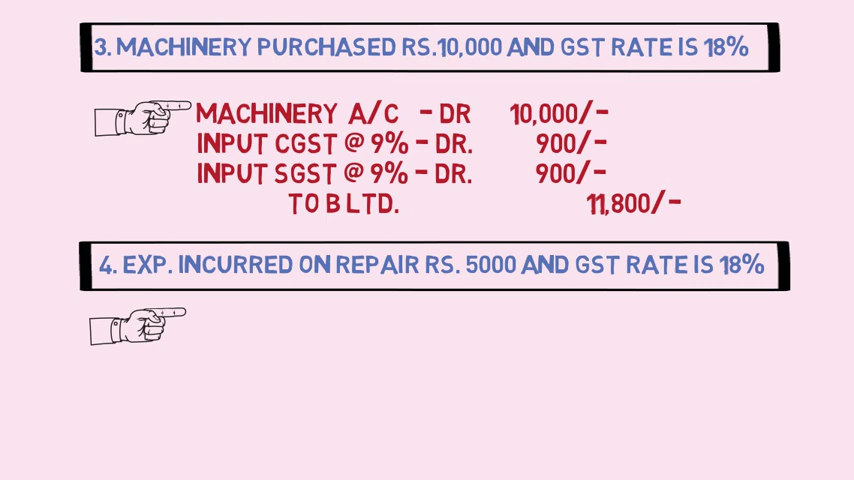 3. MACHINERY PURCHASED RS.10,000 AND GST RATE IS 18%
MACHINERY A/C - DR 10,000/-
INPUT CGST @ 9% - DR. 900/-
INPUT SGST @ 9% - DR. 900/-
TO B LTD. 11,800/-
4. EXP. INCURRED ON REPAIR RS. 5000 AND GST RATE IS 18%